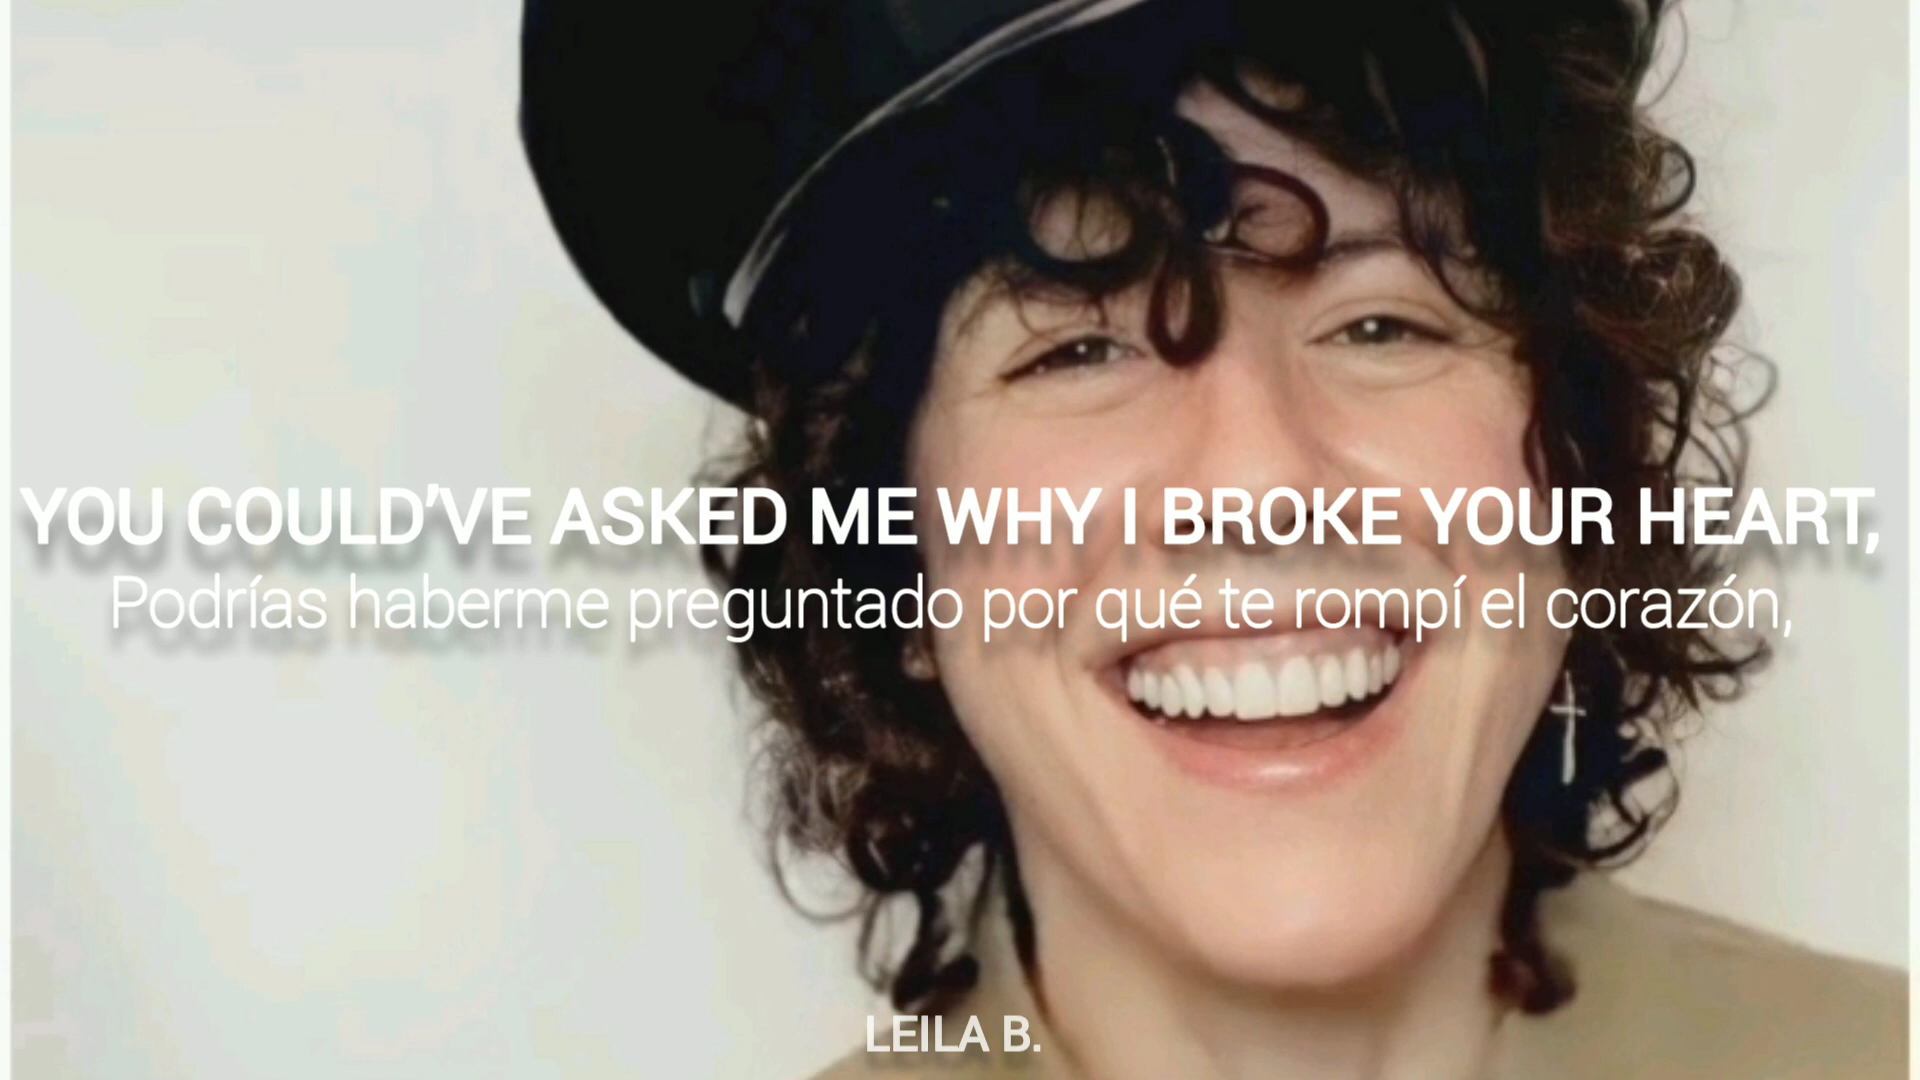 YOU COULD'VE ASKED ME WHY I BROKE YOUR HEART,
Podrías haberme preguntado por qué te rompí el corazón,
LEILA B.